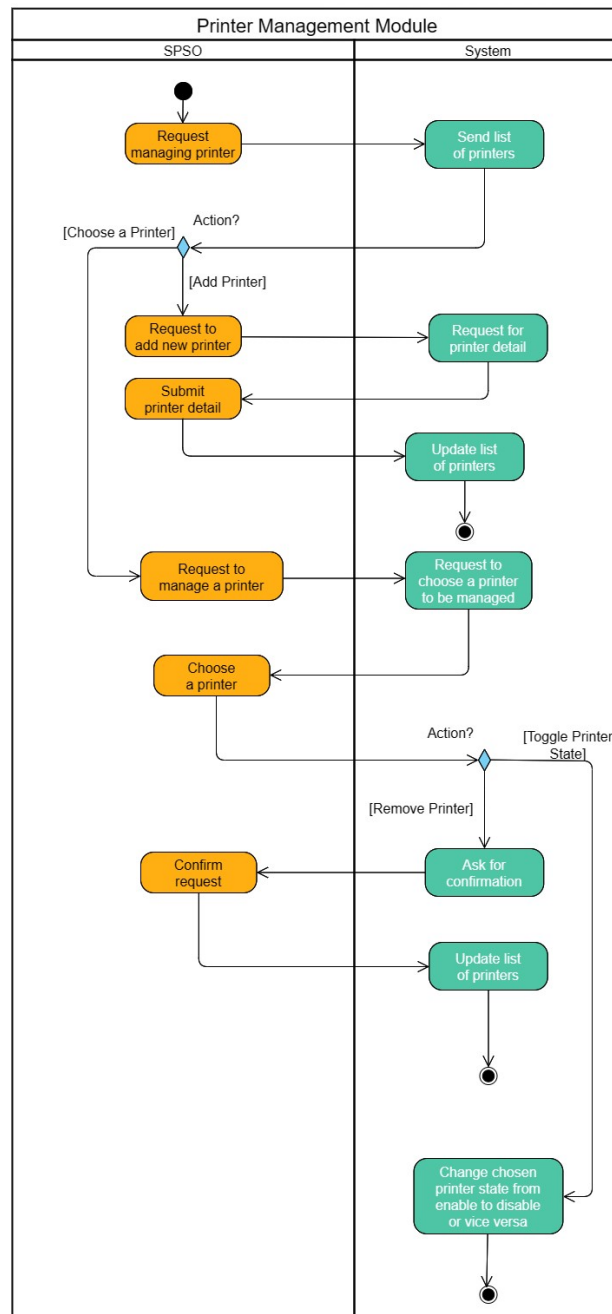 Printer Management Module
SPSO
System
Request
managing printer
Send list
of printers
Action?
[Choose a Printer]
[Add Printer]
Request to
add new printer
Request for
printer detail
Submit
printer detail
Update list
of printers
Request to
manage a printer
Request to
choose a printer
to be managed
Choose
a printer
Action?
[Toggle Printer
State]
[Remove Printer]
Confirm
request
Ask for
confirmation
Update list
of printers
Change chosen
printer state from
enable to disable
or vice versa